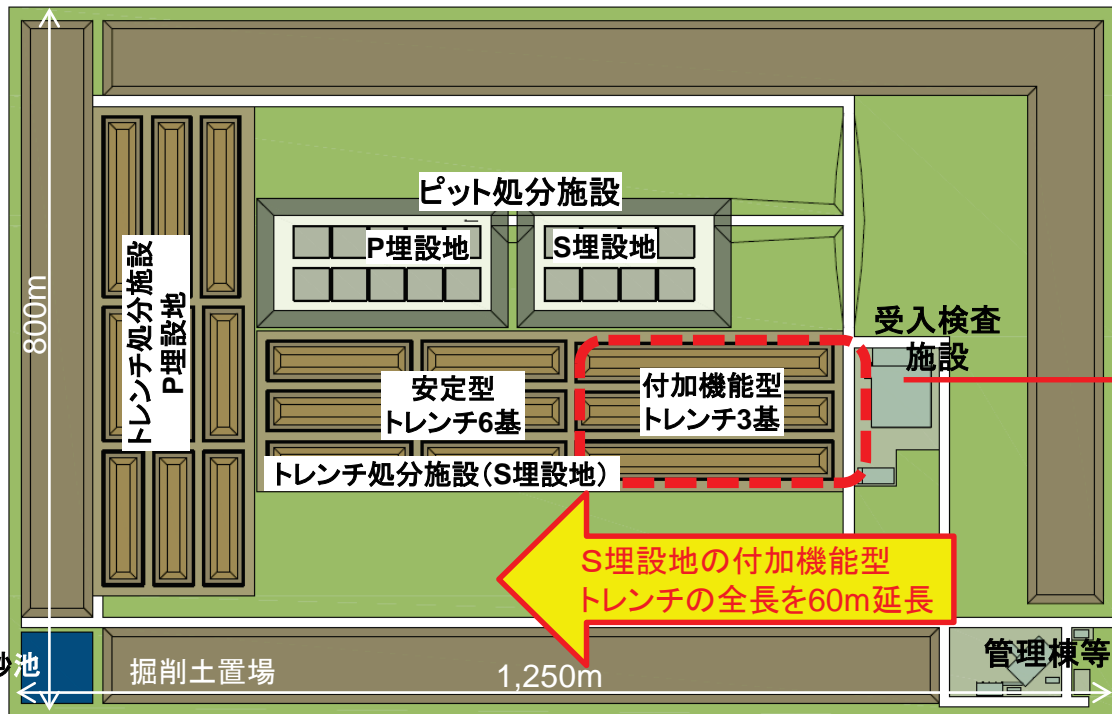 ピット処分施設
P埋設地
S埋設地
800m
トレンチ処分施設
P埋設地
受入検査
施設
安定型
トレンチ6基
付加機能型
トレンチ3基
トレンチ処分施設(S埋設地)
S埋設地の付加機能型
トレンチの全長を60m延長
池
掘削土置場
1,250m
管理棟等